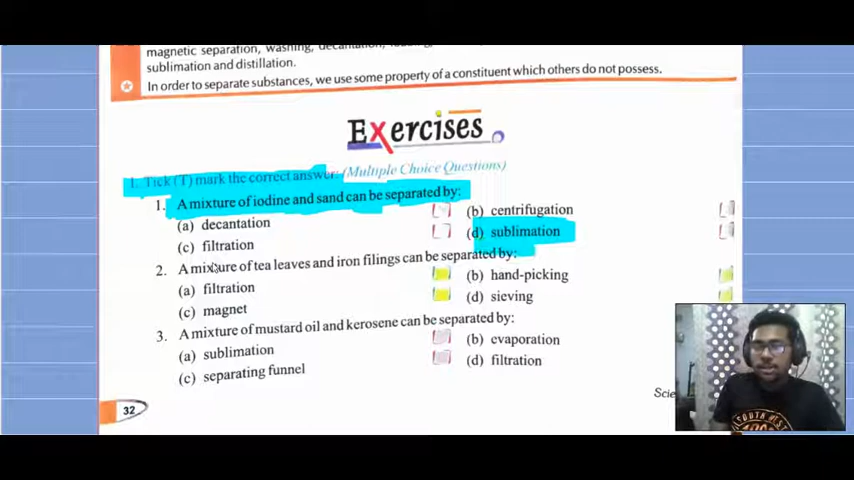 magnetic separation, washing, decantation,
sublimation and distillation.
In order to separate substances, we use some property of a constituent which others do not possess.
Exercises
1. Tick (T) mark the correct answer: (Multiple Choice Questions)
1. A mixture of iodine and sand can be separated by:
(a) decantation (b) centrifugation
(c) filtration (d) sublimation
2. A mixture of tea leaves and iron filings can be separated by:
(a) filtration (b) hand-picking
(c) magnet (d) sieving
3. A mixture of mustard oil and kerosene can be separated by:
(a) sublimation (b) evaporation
(c) separating funnel (d) filtration
32
SOUTH WEST